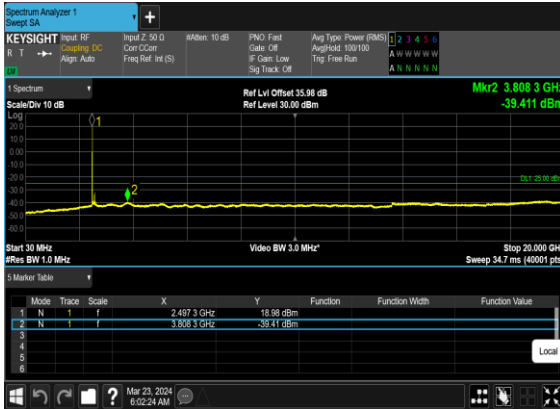 Spectrum Analyzer 1
Swept SA
KEYSIGHT Input: RF Input Z: 50 Ω #Atten: 10 dB PNO: Fast Avg Type: Power (RMS) 1 2 3 4 5 6
R T Coupling: DC Corr CCorr Gate: Off Avg|Hold: 100/100 A W W W W W
Align: Auto Freq Ref: Int (S) IF Gain: Low Trig: Free Run
Sig Track: Off A N N N N N
1 Spectrum Ref Lvl Offset 35.98 dB Mkr2 3.808 3 GHz
Scale/Div 10 dB Ref Level 30.00 dBm -39.411 dBm
Log
20.0
10.0
0.00
-10.0
-20.0
-30.0
-40.0
-50.0
-60.0
1
2
DL1 -25.00 dBm
Start 30 MHz Video BW 3.0 MHz* Stop 20.000 GHz
#Res BW 1.0 MHz Sweep 34.7 ms (40001 pts)
5 Marker Table
Mode Trace Scale X Y Function Function Width Function Value
1 N 1 f 2.497 3 GHz 18.98 dBm
2 N 1 f 3.808 3 GHz -39.41 dBm
3
4
5
6
Local
Mar 23, 2024
6:02:24 AM